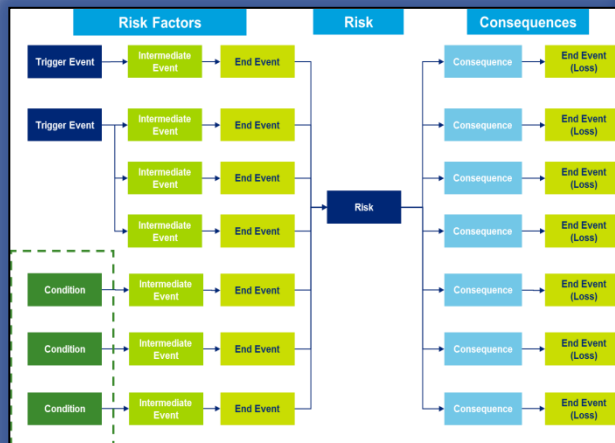 Risk Factors Risk Consequences
Trigger Event Intermediate Event End Event Consequence End Event (Loss)
Trigger Event Intermediate Event End Event Consequence End Event (Loss)
Intermediate Event End Event Consequence End Event (Loss)
Risk
Intermediate Event End Event Consequence End Event (Loss)
Condition Intermediate Event End Event Consequence End Event (Loss)
Condition Intermediate Event End Event Consequence End Event (Loss)
Condition Intermediate Event End Event Consequence End Event (Loss)